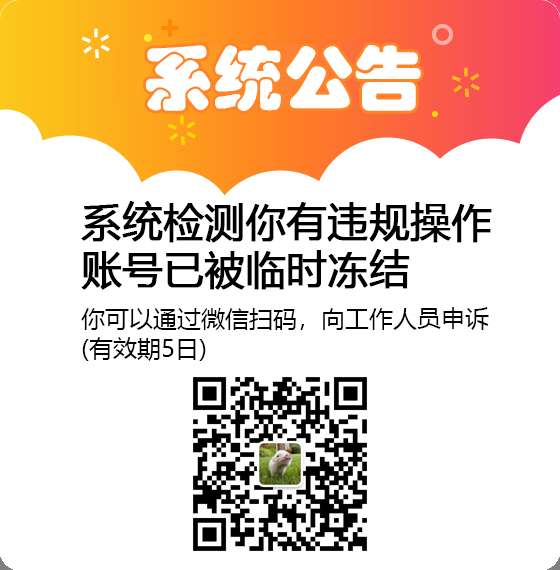 系统公告
系统检测你有违规操作
账号已被临时冻结
你可以通过微信扫码，向工作人员申诉
(有效期5日)